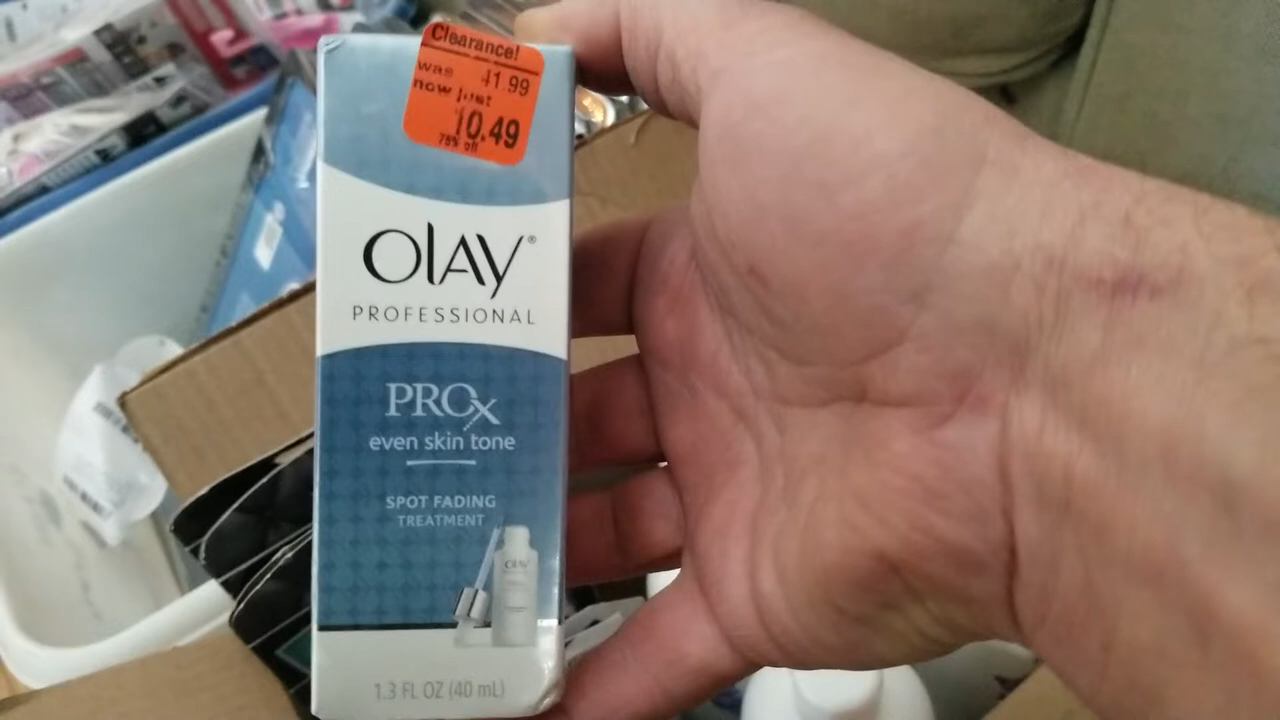 Clearance!
was 41.99
now just
10.49
75% off
OLAY®
PROFESSIONAL
PROX
even skin tone
SPOT FADING
TREATMENT
OLAY
1.3 FL OZ (40 mL)